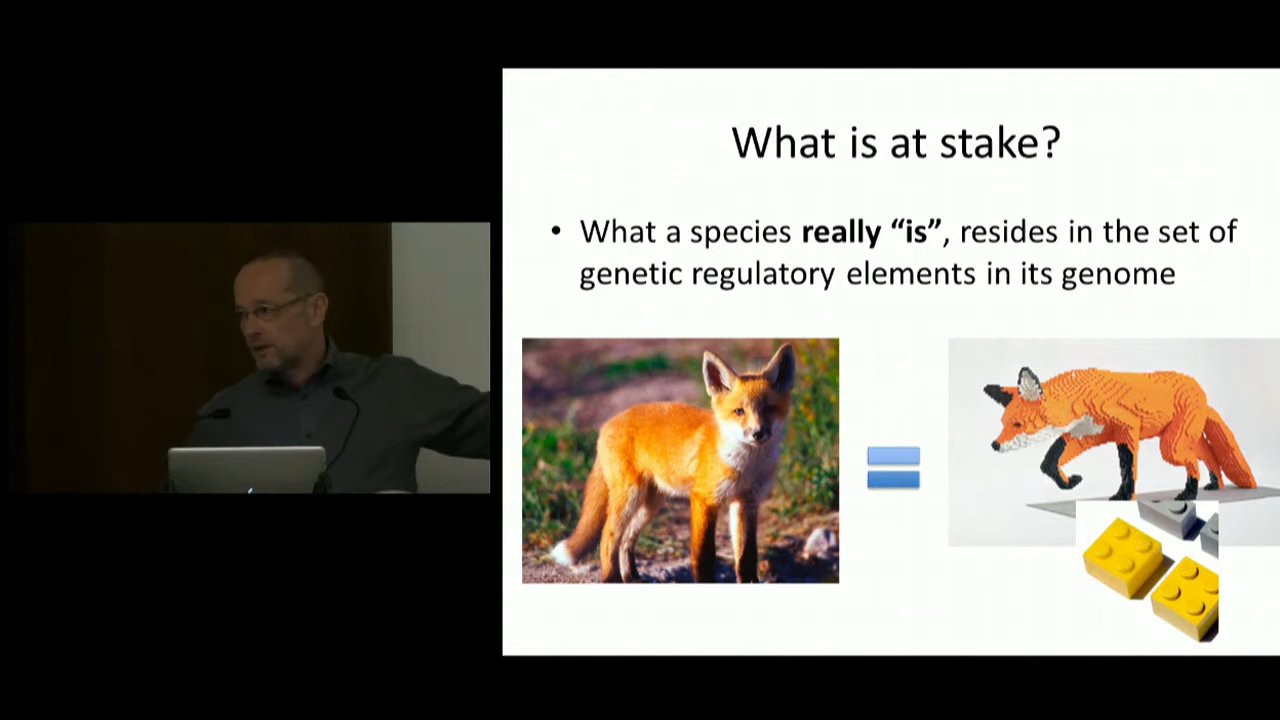 What is at stake?
• What a species really “is”, resides in the set of
genetic regulatory elements in its genome